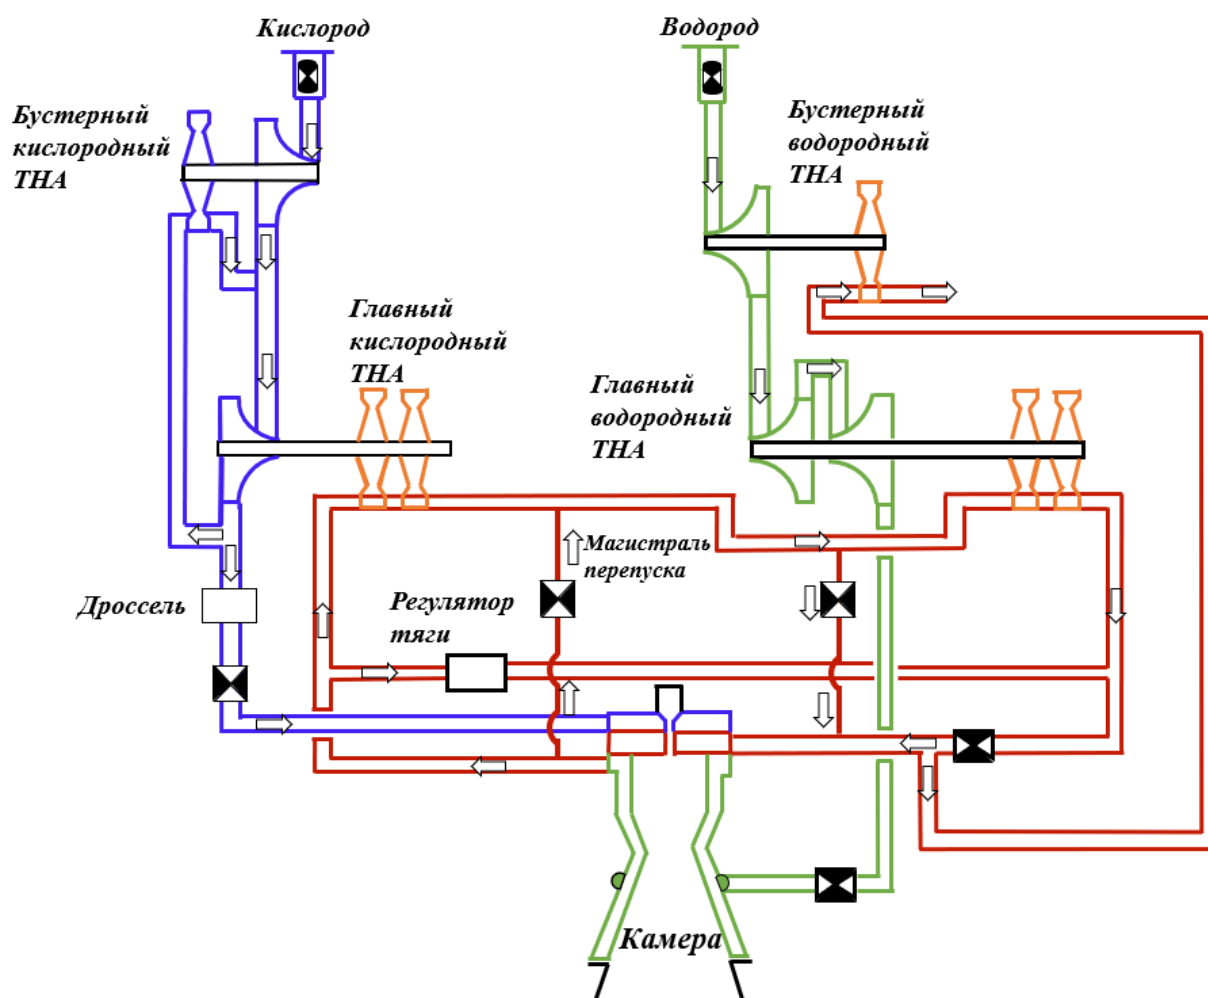 Кислород
Водород
Бустерный
кислородный
ТНА
Бустерный
водородный
ТНА
Главный
кислородный
ТНА
Главный
водородный
ТНА
Магистраль
перепуска
Дроссель
Регулятор
тяги
Камера